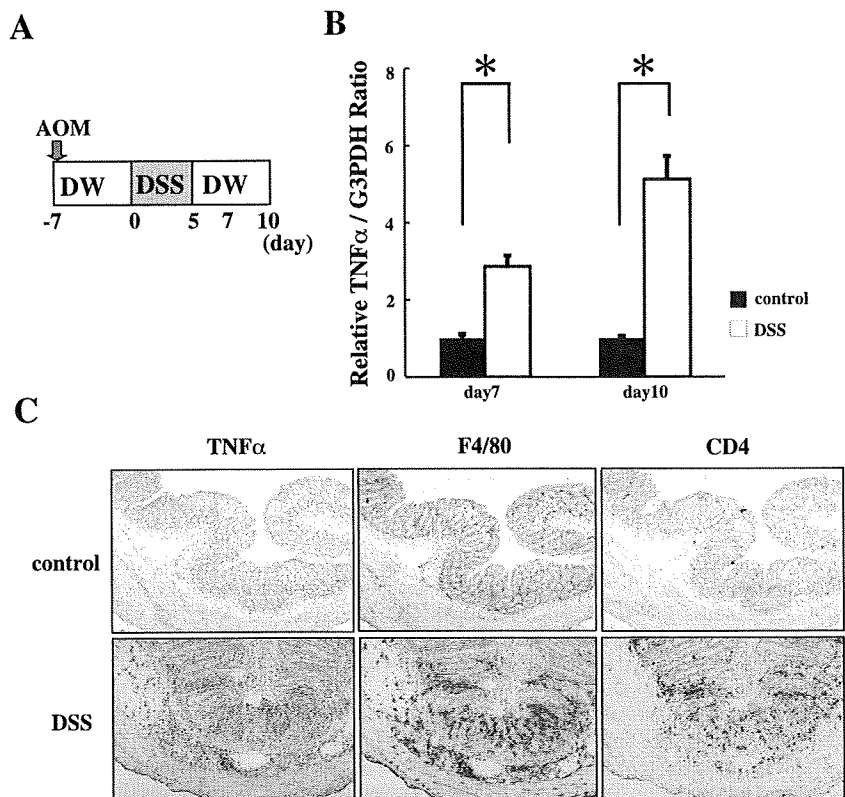 A
AOM
DW DSS DW
-7 0 5 7 10
(day)
B
Relative TNFα / G3PDH Ratio
8
6
4
2
0
* *
day7 day10
control
DSS
C
TNFα F4/80 CD4
control
DSS